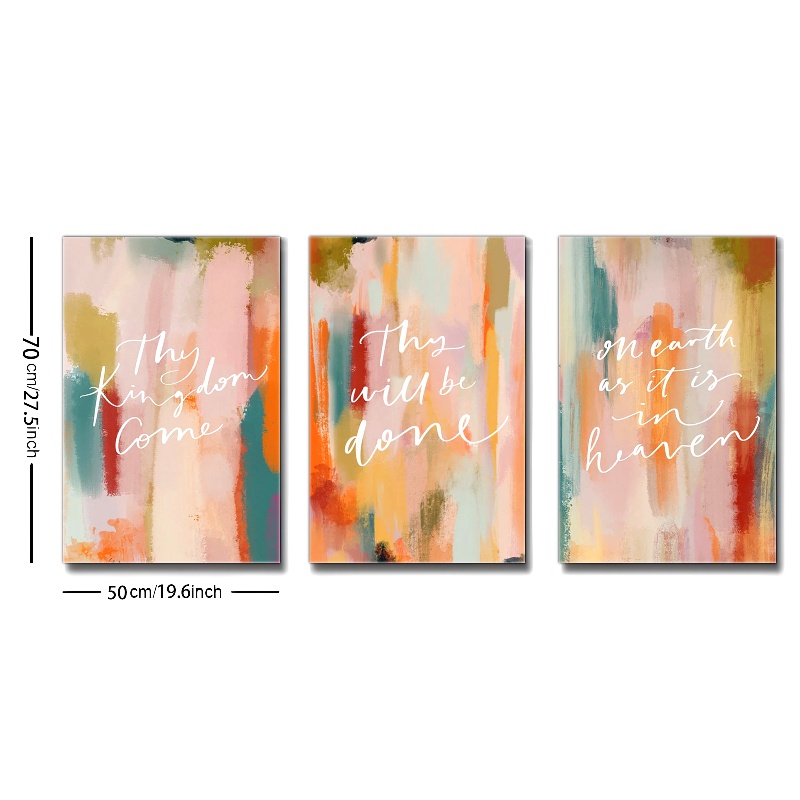 70cm/27.5inch
Thy
Kingdom
Come
Thy
will be
done
on earth
as it is
in
heaven
50cm/19.6inch